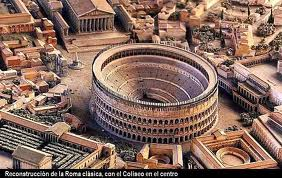 Reconstrucción de la Roma clásica, con el Coliseo en el centro